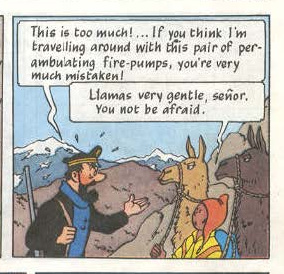 This is too much!... If you think I'm
travelling around with this pair of per-
ambulating fire-pumps, you're very
much mistaken!
Llamas very gentle, señor.
You not be afraid.